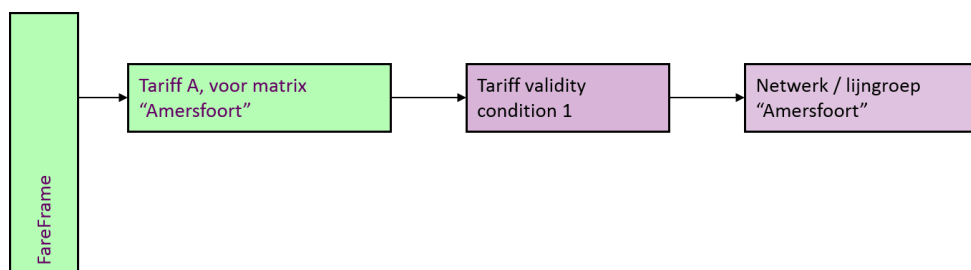 Tariff A, voor matrix
“Amersfoort”
Tariff validity
condition 1
Netwerk / lijngroep
“Amersfoort”
FareFrame